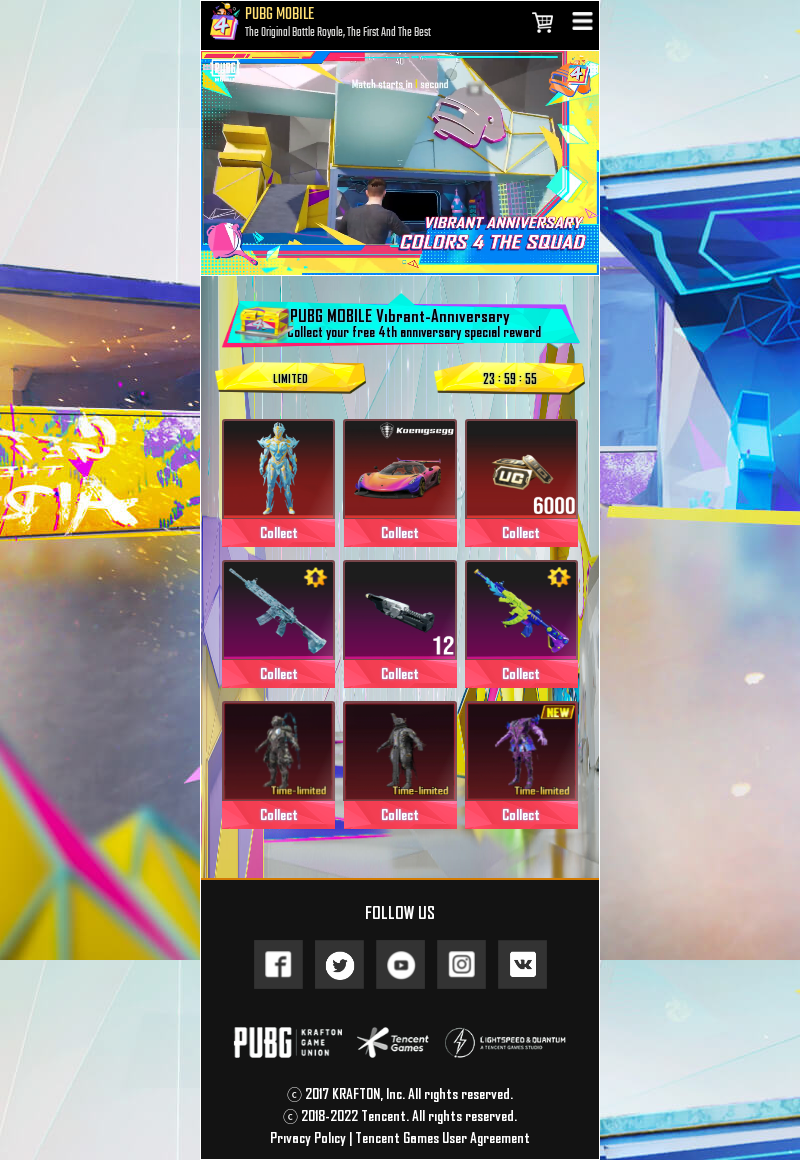 PUBG MOBILE
The Original Battle Royale, The First And The Best
40
PUBG
4
Match starts in 1 second
VIBRANT ANNIVERSARY
COLORS 4 THE SQUAD
PUBG MOBILE Vibrant-Anniversary
Collect your free 4th anniversary special reward
LIMITED
23 : 59 : 55
Koenigsegg
UC
6000
Collect
Collect
Collect
12
Collect
Collect
Collect
NEW
Time-limited
Time-limited
Time-limited
Collect
Collect
Collect
FOLLOW US
PUBG
KRAFTON
GAME
UNION
Tencent
Games
LIGHTSPEED & QUANTUM
A TENCENT GAMES STUDIO
ⓒ 2017 KRAFTON, Inc. All rights reserved.
ⓒ 2018-2022 Tencent. All rights reserved.
Privacy Policy | Tencent Games User Agreement